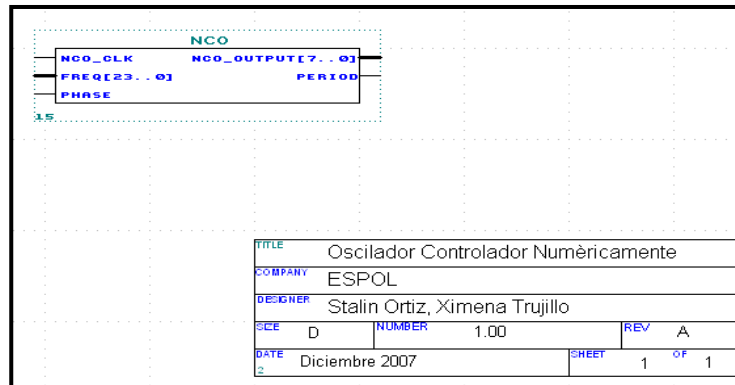 NCO
NCO_CLK NCO_OUTPUT[7..0]
FREQ[23..0] PERIOD
PHASE
15
TITLE Oscilador Controlador Numèricamente
COMPANY ESPOL
DESIGNER Stalin Ortiz, Ximena Trujillo
SIZE D NUMBER 1.00 REV A
DATE Diciembre 2007 SHEET 1 OF 1
2